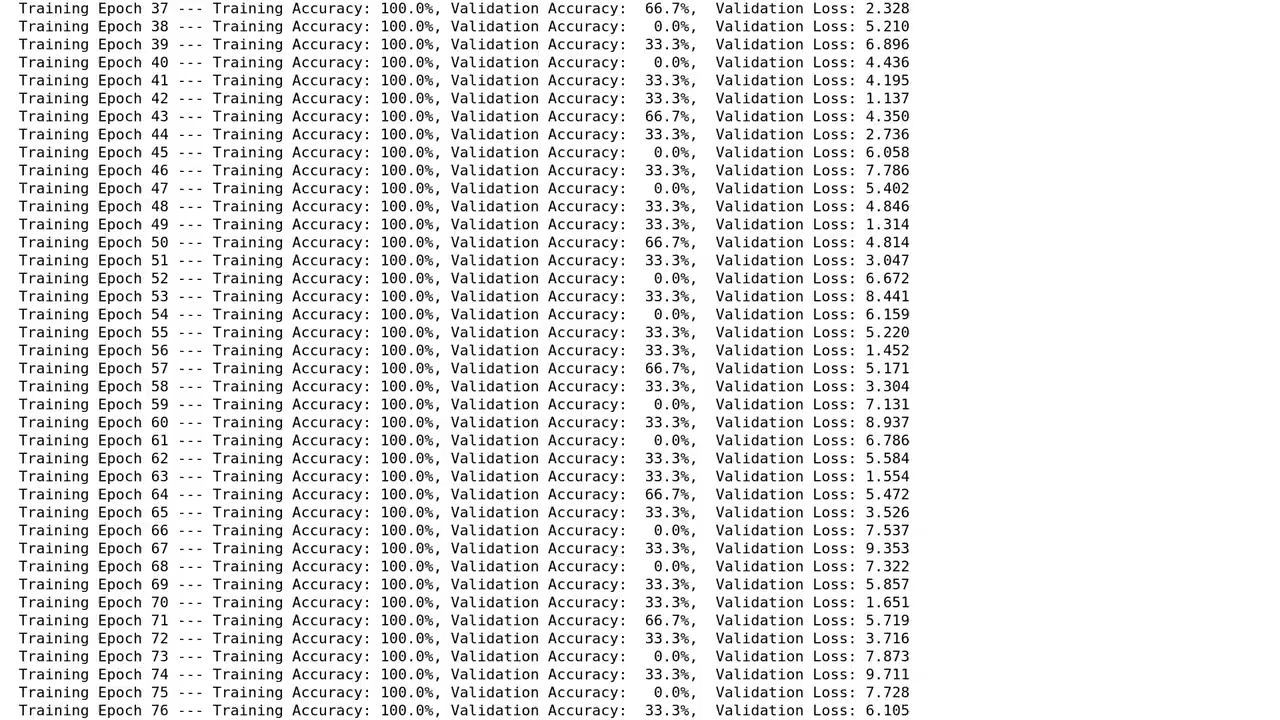 Training Epoch 37 --- Training Accuracy: 100.0%, Validation Accuracy:  66.7%,  Validation Loss: 2.328
Training Epoch 38 --- Training Accuracy: 100.0%, Validation Accuracy:   0.0%,  Validation Loss: 5.210
Training Epoch 39 --- Training Accuracy: 100.0%, Validation Accuracy:  33.3%,  Validation Loss: 6.896
Training Epoch 40 --- Training Accuracy: 100.0%, Validation Accuracy:   0.0%,  Validation Loss: 4.436
Training Epoch 41 --- Training Accuracy: 100.0%, Validation Accuracy:  33.3%,  Validation Loss: 4.195
Training Epoch 42 --- Training Accuracy: 100.0%, Validation Accuracy:  33.3%,  Validation Loss: 1.137
Training Epoch 43 --- Training Accuracy: 100.0%, Validation Accuracy:  66.7%,  Validation Loss: 4.350
Training Epoch 44 --- Training Accuracy: 100.0%, Validation Accuracy:  33.3%,  Validation Loss: 2.736
Training Epoch 45 --- Training Accuracy: 100.0%, Validation Accuracy:   0.0%,  Validation Loss: 6.058
Training Epoch 46 --- Training Accuracy: 100.0%, Validation Accuracy:  33.3%,  Validation Loss: 7.786
Training Epoch 47 --- Training Accuracy: 100.0%, Validation Accuracy:   0.0%,  Validation Loss: 5.402
Training Epoch 48 --- Training Accuracy: 100.0%, Validation Accuracy:  33.3%,  Validation Loss: 4.846
Training Epoch 49 --- Training Accuracy: 100.0%, Validation Accuracy:  33.3%,  Validation Loss: 1.314
Training Epoch 50 --- Training Accuracy: 100.0%, Validation Accuracy:  66.7%,  Validation Loss: 4.814
Training Epoch 51 --- Training Accuracy: 100.0%, Validation Accuracy:  33.3%,  Validation Loss: 3.047
Training Epoch 52 --- Training Accuracy: 100.0%, Validation Accuracy:   0.0%,  Validation Loss: 6.672
Training Epoch 53 --- Training Accuracy: 100.0%, Validation Accuracy:  33.3%,  Validation Loss: 8.441
Training Epoch 54 --- Training Accuracy: 100.0%, Validation Accuracy:   0.0%,  Validation Loss: 6.159
Training Epoch 55 --- Training Accuracy: 100.0%, Validation Accuracy:  33.3%,  Validation Loss: 5.220
Training Epoch 56 --- Training Accuracy: 100.0%, Validation Accuracy:  33.3%,  Validation Loss: 1.452
Training Epoch 57 --- Training Accuracy: 100.0%, Validation Accuracy:  66.7%,  Validation Loss: 5.171
Training Epoch 58 --- Training Accuracy: 100.0%, Validation Accuracy:  33.3%,  Validation Loss: 3.304
Training Epoch 59 --- Training Accuracy: 100.0%, Validation Accuracy:   0.0%,  Validation Loss: 7.131
Training Epoch 60 --- Training Accuracy: 100.0%, Validation Accuracy:  33.3%,  Validation Loss: 8.937
Training Epoch 61 --- Training Accuracy: 100.0%, Validation Accuracy:   0.0%,  Validation Loss: 6.786
Training Epoch 62 --- Training Accuracy: 100.0%, Validation Accuracy:  33.3%,  Validation Loss: 5.584
Training Epoch 63 --- Training Accuracy: 100.0%, Validation Accuracy:  33.3%,  Validation Loss: 1.554
Training Epoch 64 --- Training Accuracy: 100.0%, Validation Accuracy:  66.7%,  Validation Loss: 5.472
Training Epoch 65 --- Training Accuracy: 100.0%, Validation Accuracy:  33.3%,  Validation Loss: 3.526
Training Epoch 66 --- Training Accuracy: 100.0%, Validation Accuracy:   0.0%,  Validation Loss: 7.537
Training Epoch 67 --- Training Accuracy: 100.0%, Validation Accuracy:  33.3%,  Validation Loss: 9.353
Training Epoch 68 --- Training Accuracy: 100.0%, Validation Accuracy:   0.0%,  Validation Loss: 7.322
Training Epoch 69 --- Training Accuracy: 100.0%, Validation Accuracy:  33.3%,  Validation Loss: 5.857
Training Epoch 70 --- Training Accuracy: 100.0%, Validation Accuracy:  33.3%,  Validation Loss: 1.651
Training Epoch 71 --- Training Accuracy: 100.0%, Validation Accuracy:  66.7%,  Validation Loss: 5.719
Training Epoch 72 --- Training Accuracy: 100.0%, Validation Accuracy:  33.3%,  Validation Loss: 3.716
Training Epoch 73 --- Training Accuracy: 100.0%, Validation Accuracy:   0.0%,  Validation Loss: 7.873
Training Epoch 74 --- Training Accuracy: 100.0%, Validation Accuracy:  33.3%,  Validation Loss: 9.711
Training Epoch 75 --- Training Accuracy: 100.0%, Validation Accuracy:   0.0%,  Validation Loss: 7.728
Training Epoch 76 --- Training Accuracy: 100.0%, Validation Accuracy:  33.3%,  Validation Loss: 6.105